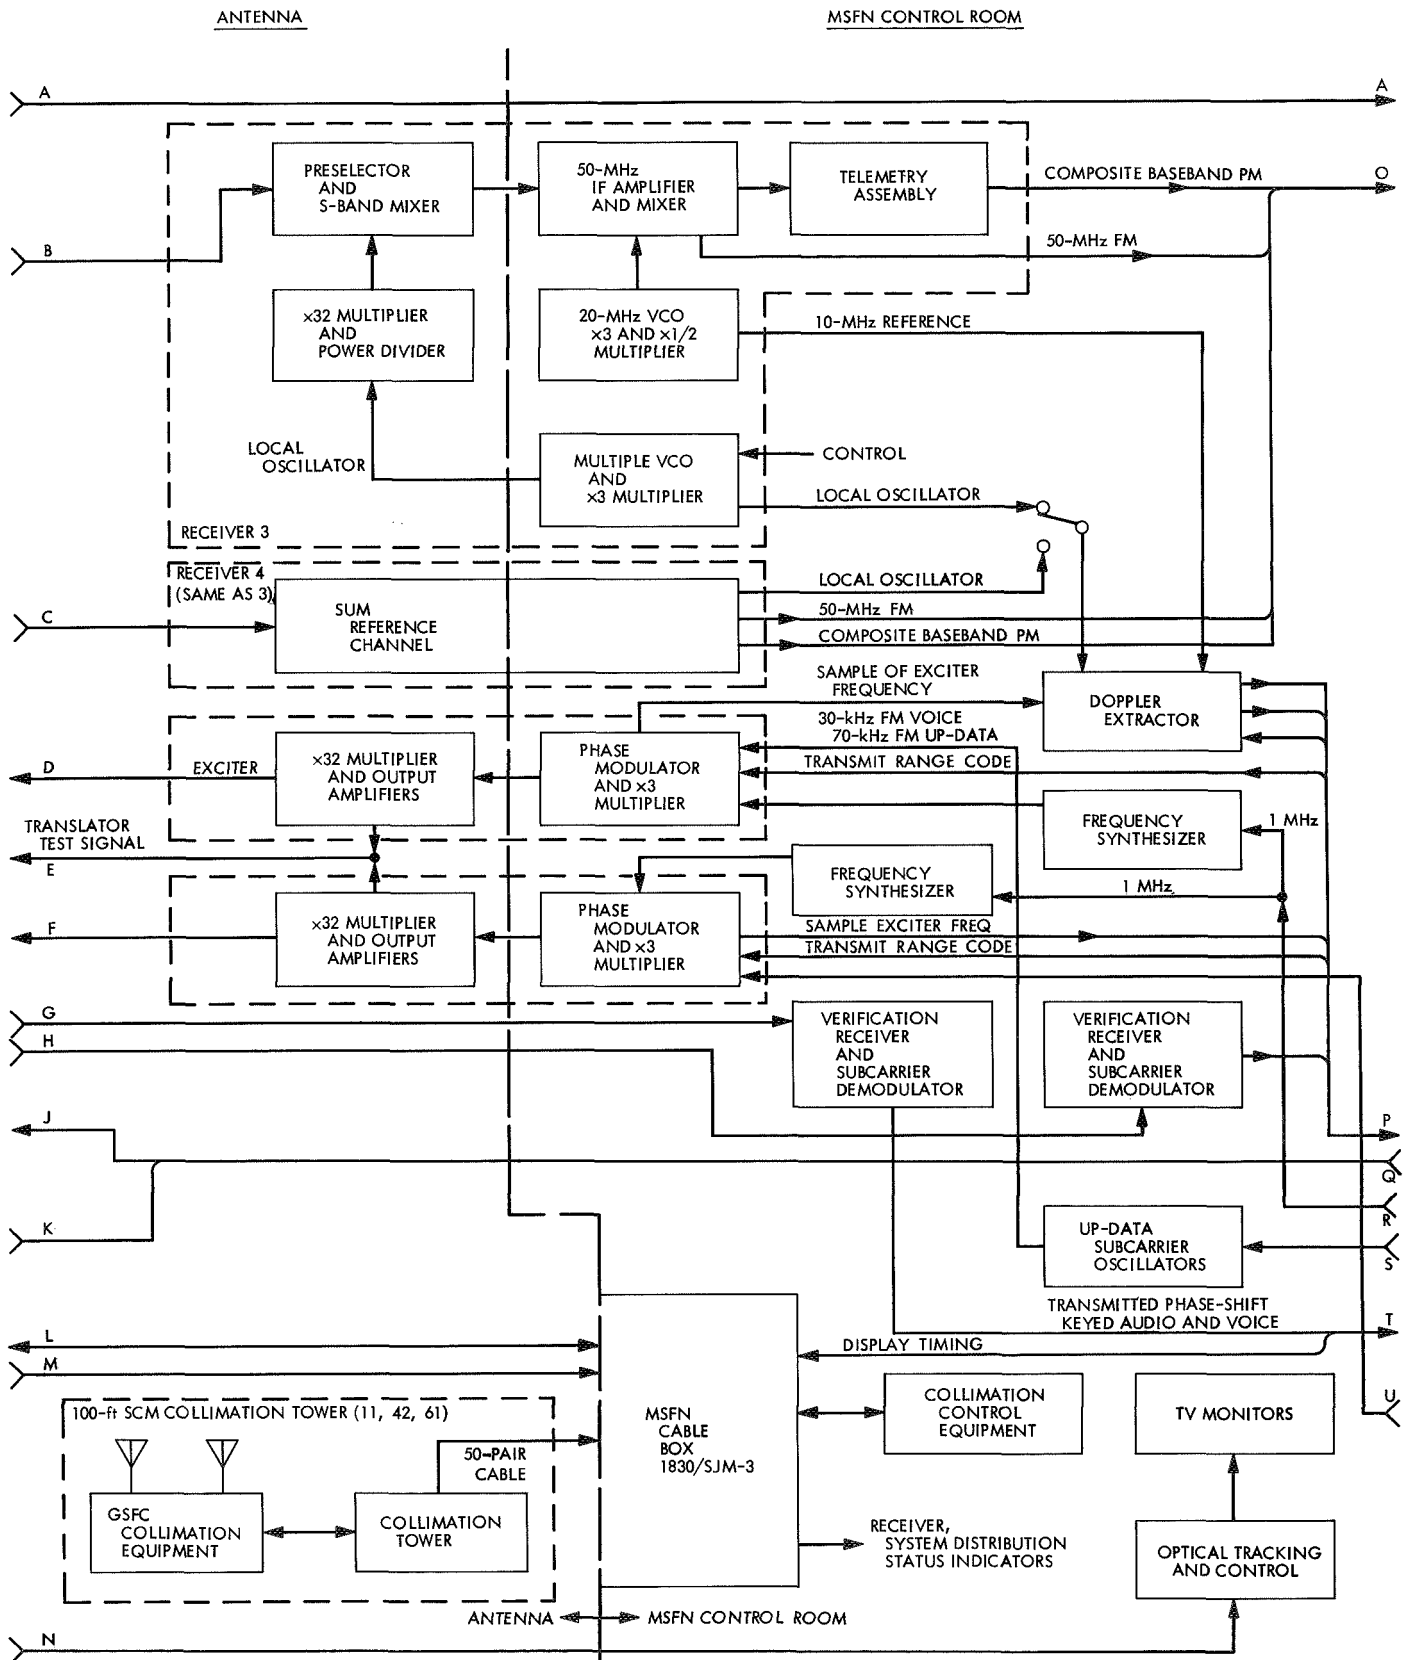 ANTENNA
MSFN CONTROL ROOM
A
A
PRESELECTOR
AND
S-BAND MIXER
50-MHz
IF AMPLIFIER
AND MIXER
TELEMETRY
ASSEMBLY
COMPOSITE BASEBAND PM
O
B
50-MHz FM
×32 MULTIPLIER
AND
POWER DIVIDER
20-MHz VCO
×3 AND ×1/2
MULTIPLIER
10-MHz REFERENCE
LOCAL
OSCILLATOR
MULTIPLE VCO
AND
×3 MULTIPLIER
CONTROL
LOCAL OSCILLATOR
RECEIVER 3
RECEIVER 4
(SAME AS 3)
SUM
REFERENCE
CHANNEL
LOCAL OSCILLATOR
C
50-MHz FM
COMPOSITE BASEBAND PM
SAMPLE OF EXCITER
FREQUENCY
DOPPLER
EXTRACTOR
30-kHz FM VOICE
70-kHz FM UP-DATA
D
EXCITER
×32 MULTIPLIER
AND OUTPUT
AMPLIFIERS
PHASE
MODULATOR
AND ×3
MULTIPLIER
TRANSMIT RANGE CODE
FREQUENCY
SYNTHESIZER
1 MHz
TRANSLATOR
TEST SIGNAL
E
FREQUENCY
SYNTHESIZER
1 MHz
F
×32 MULTIPLIER
AND OUTPUT
AMPLIFIERS
PHASE
MODULATOR
AND ×3
MULTIPLIER
SAMPLE EXCITER FREQ
TRANSMIT RANGE CODE
G
H
VERIFICATION
RECEIVER
AND
SUBCARRIER
DEMODULATOR
VERIFICATION
RECEIVER
AND
SUBCARRIER
DEMODULATOR
J
P
Q
K
R
UP-DATA
SUBCARRIER
OSCILLATORS
S
TRANSMITTED PHASE-SHIFT
KEYED AUDIO AND VOICE
T
L
DISPLAY TIMING
M
100-ft SCM COLLIMATION TOWER (11, 42, 61)
MSFN
CABLE
BOX
1830/SJM-3
COLLIMATION
CONTROL
EQUIPMENT
TV MONITORS
U
50-PAIR
CABLE
GSFC
COLLIMATION
EQUIPMENT
COLLIMATION
TOWER
RECEIVER,
SYSTEM DISTRIBUTION
STATUS INDICATORS
OPTICAL TRACKING
AND CONTROL
ANTENNA
MSFN CONTROL ROOM
N